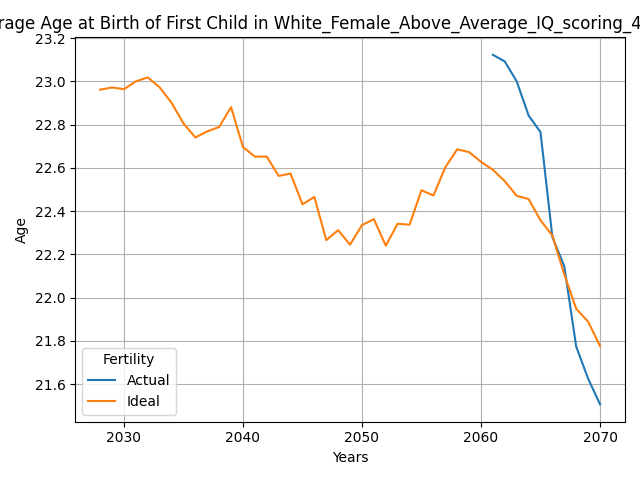 rage Age at Birth of First Child in White_Female_Above_Average_IQ_scoring_4
23.2
23.0
22.8
22.6
22.4
22.2
22.0
21.8
21.6
Age
Fertility
Actual
Ideal
2030 2040 2050 2060 2070
Years